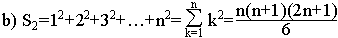 b) S₂=1²+2²+3²+…+n²=∑ₖ₌₁ⁿ k²=n(n+1)(2n+1)/6